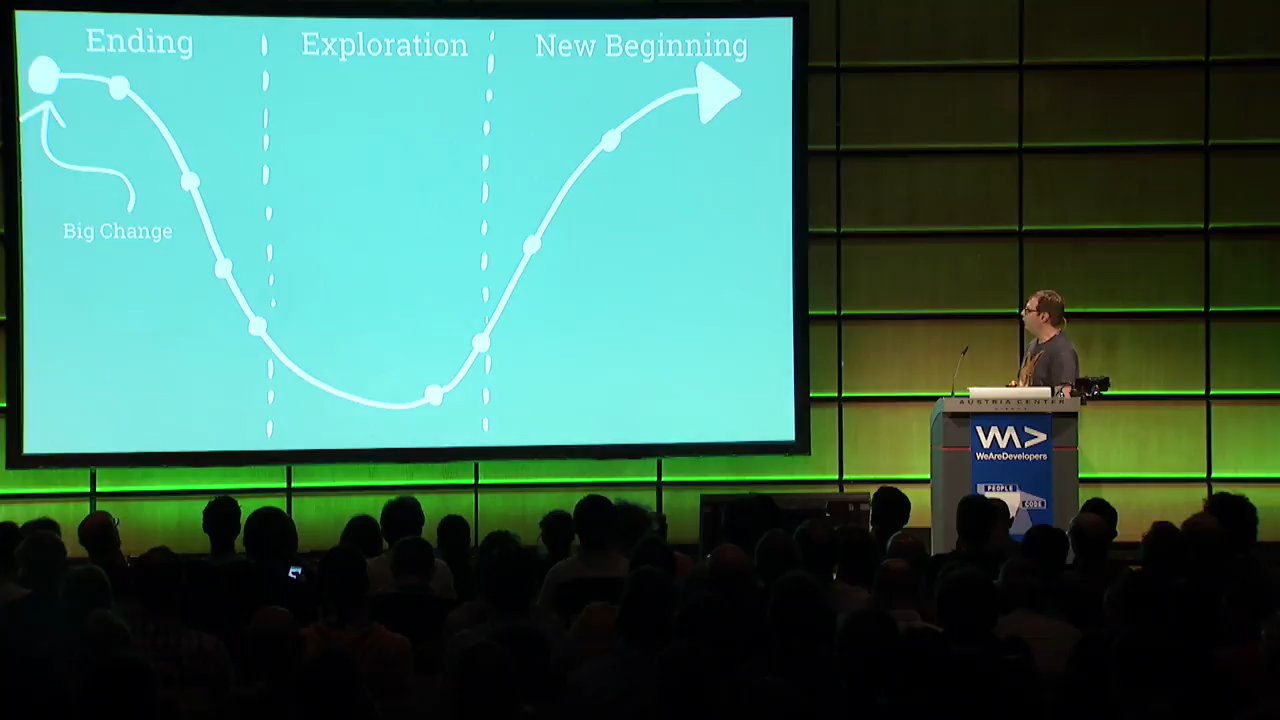 Ending
Exploration
New Beginning
Big Change
AUSTRIA CENTER
WeAreDevelopers
PEOPLE
CODE